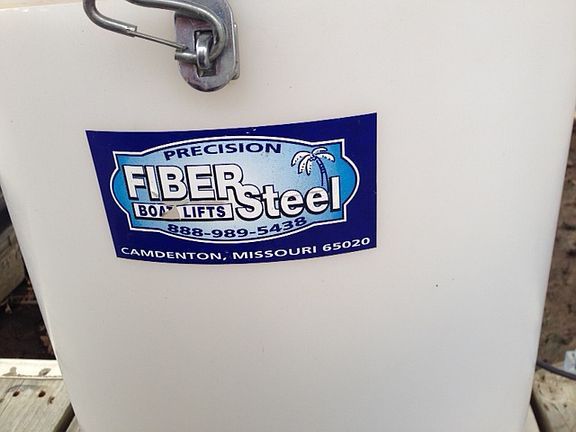 PRECISION
FIBER
Steel
BOAT LIFTS
888-989-5438
CAMDENTON, MISSOURI 65020